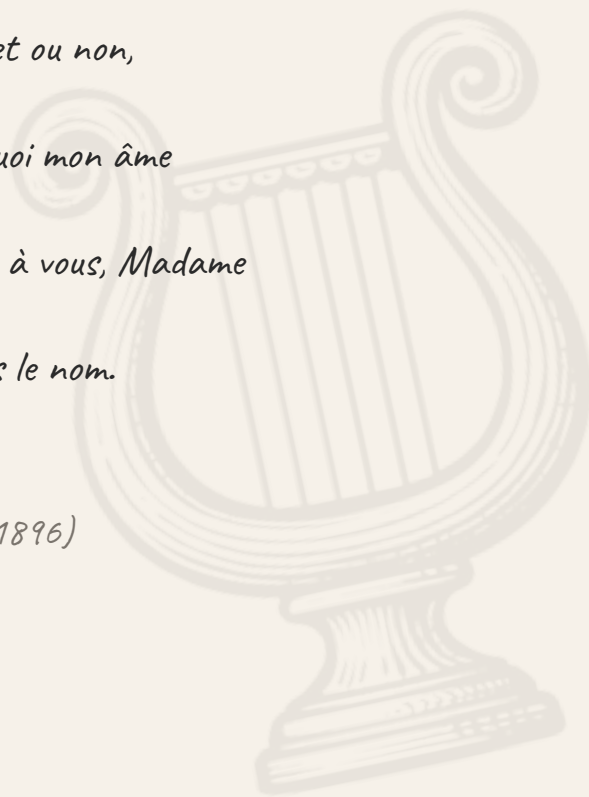 et ou non,
uoi mon âme
à vous, Madame
s le nom.
1896)